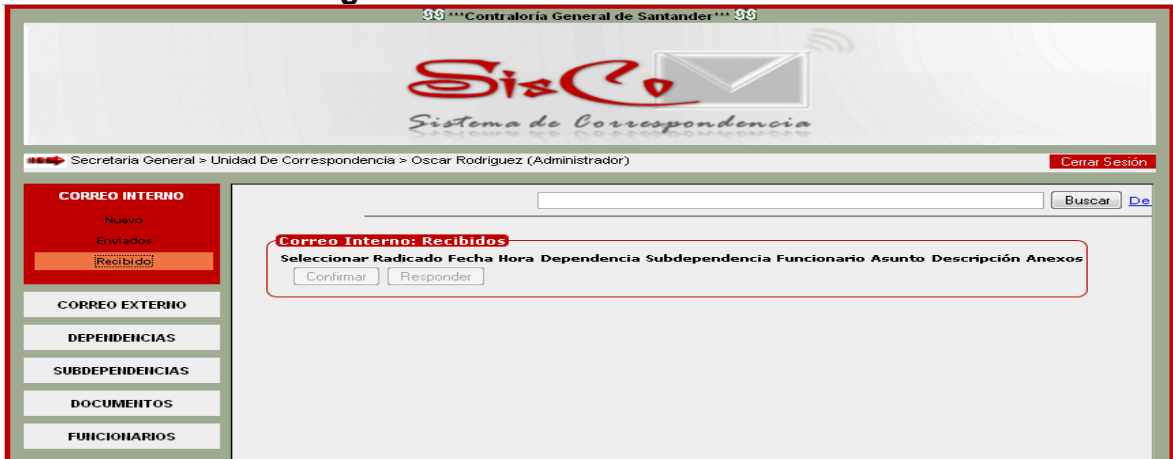 ***Contraloría General de Santander***
SisCo
Sistema de Correspondencia
Secretaria General > Unidad De Correspondencia > Oscar Rodriguez (Administrador)
Cerrar Sesión
CORREO INTERNO
Nuevo
Enviados
Recibido
CORREO EXTERNO
DEPENDENCIAS
SUBDEPENDENCIAS
DOCUMENTOS
FUNCIONARIOS
Buscar De
Correo Interno: Recibidos
Seleccionar Radicado Fecha Hora Dependencia Subdependencia Funcionario Asunto Descripción Anexos
Confirmar Responder